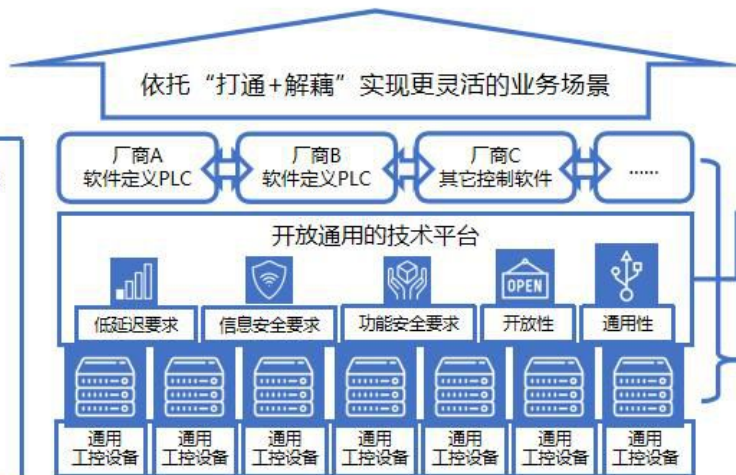 依托“打通+解藕”实现更灵活的业务场景
厂商A
软件定义PLC
厂商B
软件定义PLC
厂商C
其它控制软件
......
开放通用的技术平台
OPEN
低延迟要求
信息安全要求
功能安全要求
开放性
通用性
通用
工控设备
通用
工控设备
通用
工控设备
通用
工控设备
通用
工控设备
通用
工控设备
通用
工控设备